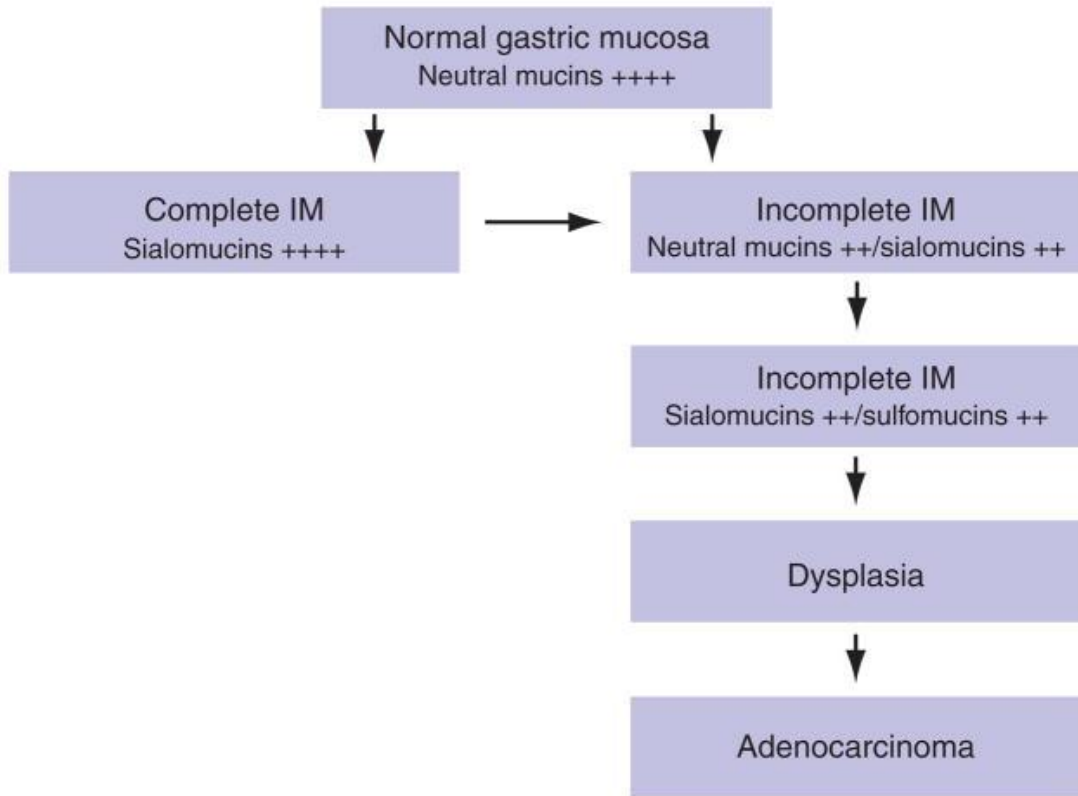 Normal gastric mucosa
Neutral mucins ++++
Complete IM
Sialomucins ++++
Incomplete IM
Neutral mucins ++/sialomucins ++
Incomplete IM
Sialomucins ++/sulfomucins ++
Dysplasia
Adenocarcinoma